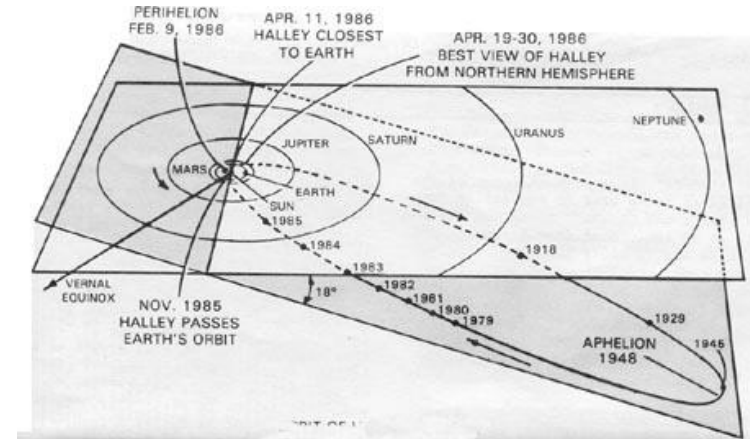 PERIHELION
FEB. 9, 1986
APR. 11, 1986
HALLEY CLOSEST
TO EARTH
APR. 19-30, 1986
BEST VIEW OF HALLEY
FROM NORTHERN HEMISPHERE
NEPTUNE
URANUS
SATURN
JUPITER
MARS
EARTH
SUN
1985
1984
1983
1982
1981
1980
1979
1918
1929
1945
18°
VERNAL
EQUINOX
NOV. 1985
HALLEY PASSES
EARTH'S ORBIT
APHELION
1948